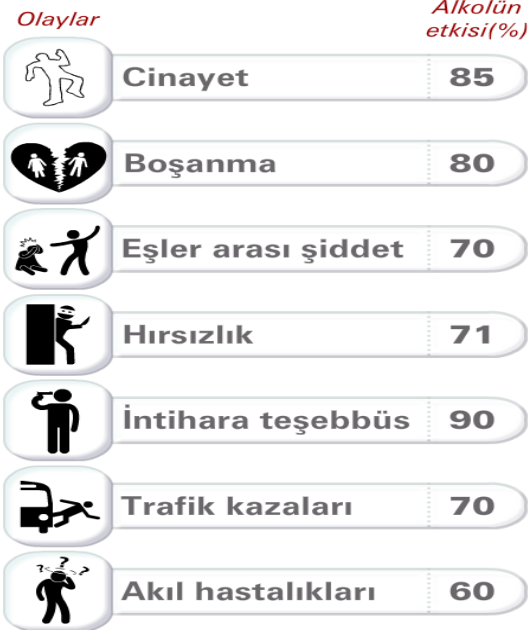 Olaylar
Alkolün
etkisi(%)
Cinayet 85
Boşanma 80
Eşler arası şiddet 70
Hırsızlık 71
İntihara teşebbüs 90
Trafik kazaları 70
? ? ?
Akıl hastalıkları 60